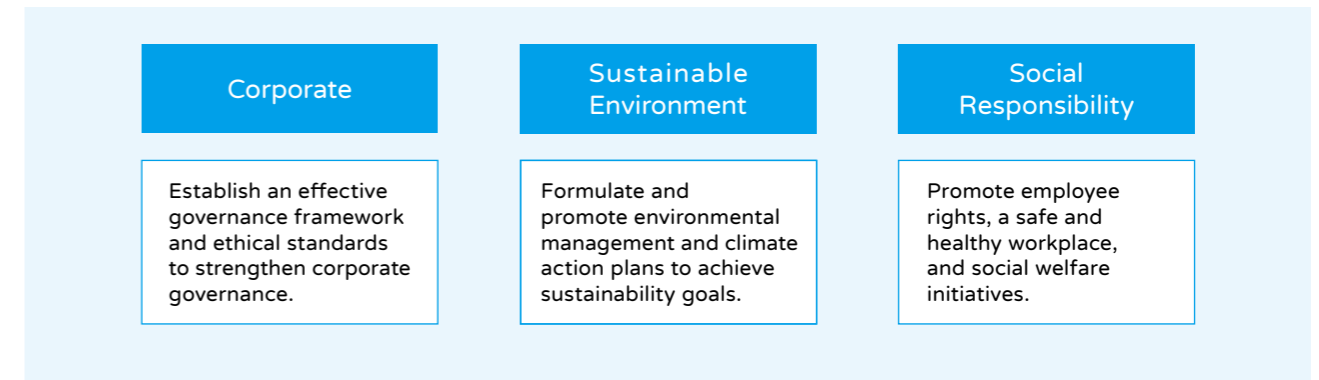 Corporate
Establish an effective
governance framework
and ethical standards
to strengthen corporate
governance.
Sustainable
Environment
Formulate and
promote environmental
management and climate
action plans to achieve
sustainability goals.
Social
Responsibility
Promote employee
rights, a safe and
healthy workplace,
and social welfare
initiatives.